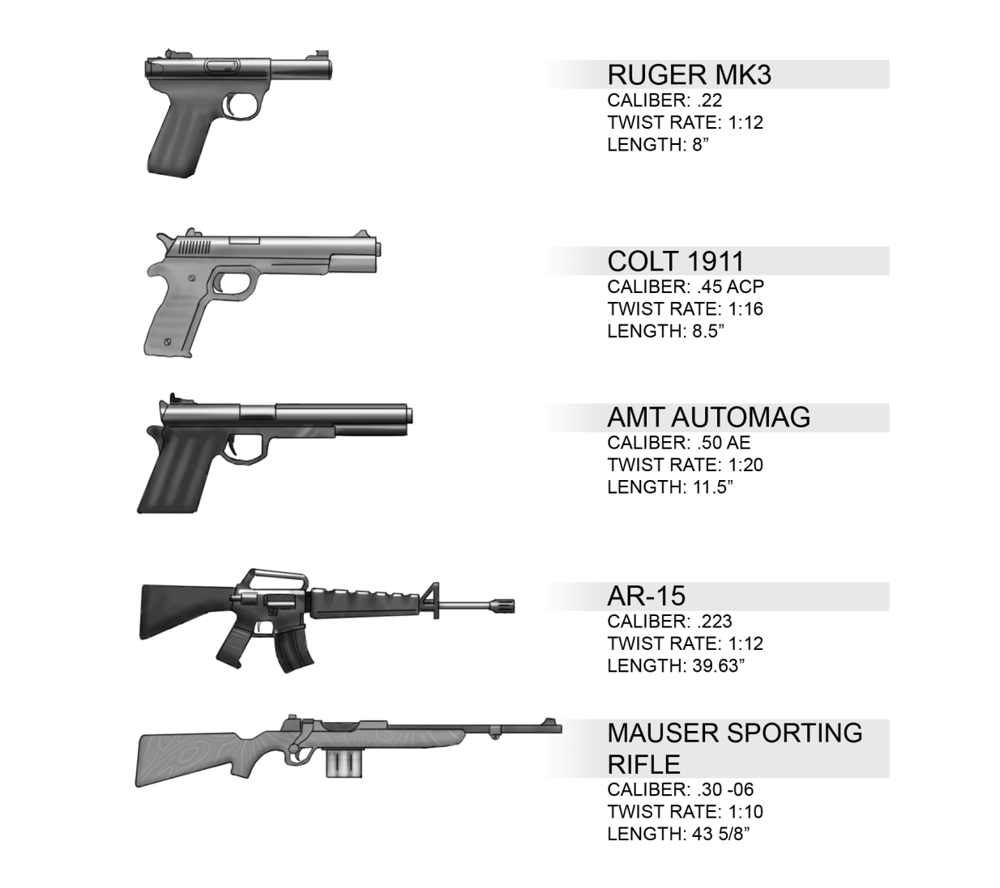 RUGER MK3
CALIBER: .22
TWIST RATE: 1:12
LENGTH: 8”
COLT 1911
CALIBER: .45 ACP
TWIST RATE: 1:16
LENGTH: 8.5”
AMT AUTOMAG
CALIBER: .50 AE
TWIST RATE: 1:20
LENGTH: 11.5”
AR-15
CALIBER: .223
TWIST RATE: 1:12
LENGTH: 39.63”
MAUSER SPORTING
RIFLE
CALIBER: .30 -06
TWIST RATE: 1:10
LENGTH: 43 5/8”